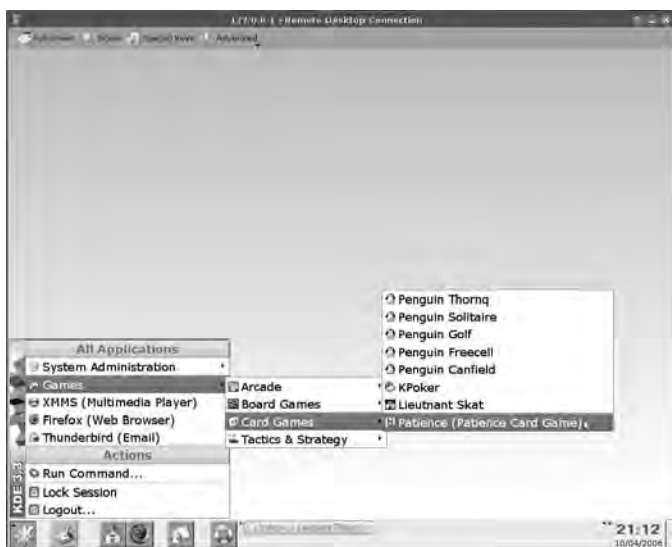 127.0.0.1 - Remote Desktop Connection
Advanced
Penguin Thornq
Penguin Solitaire
Penguin Golf
Penguin Freecell
Penguin Canfield
KPoker
Lieutnant Skat
Patience (Patience Card Game)
All Applications
System Administration
Games
XMMS (Multimedia Player)
Firefox (Web Browser)
Thunderbird (Email)
Arcade
Board Games
Card Games
Tactics & Strategy
Actions
Run Command...
Lock Session
Logout...
KDE 3.3
21:12
10/04/2006